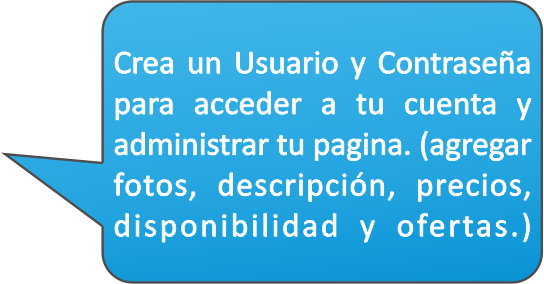 Crea un Usuario y Contraseña
para acceder a tu cuenta y
administrar tu pagina. (agregar
fotos, descripción, precios,
disponibilidad y ofertas.)